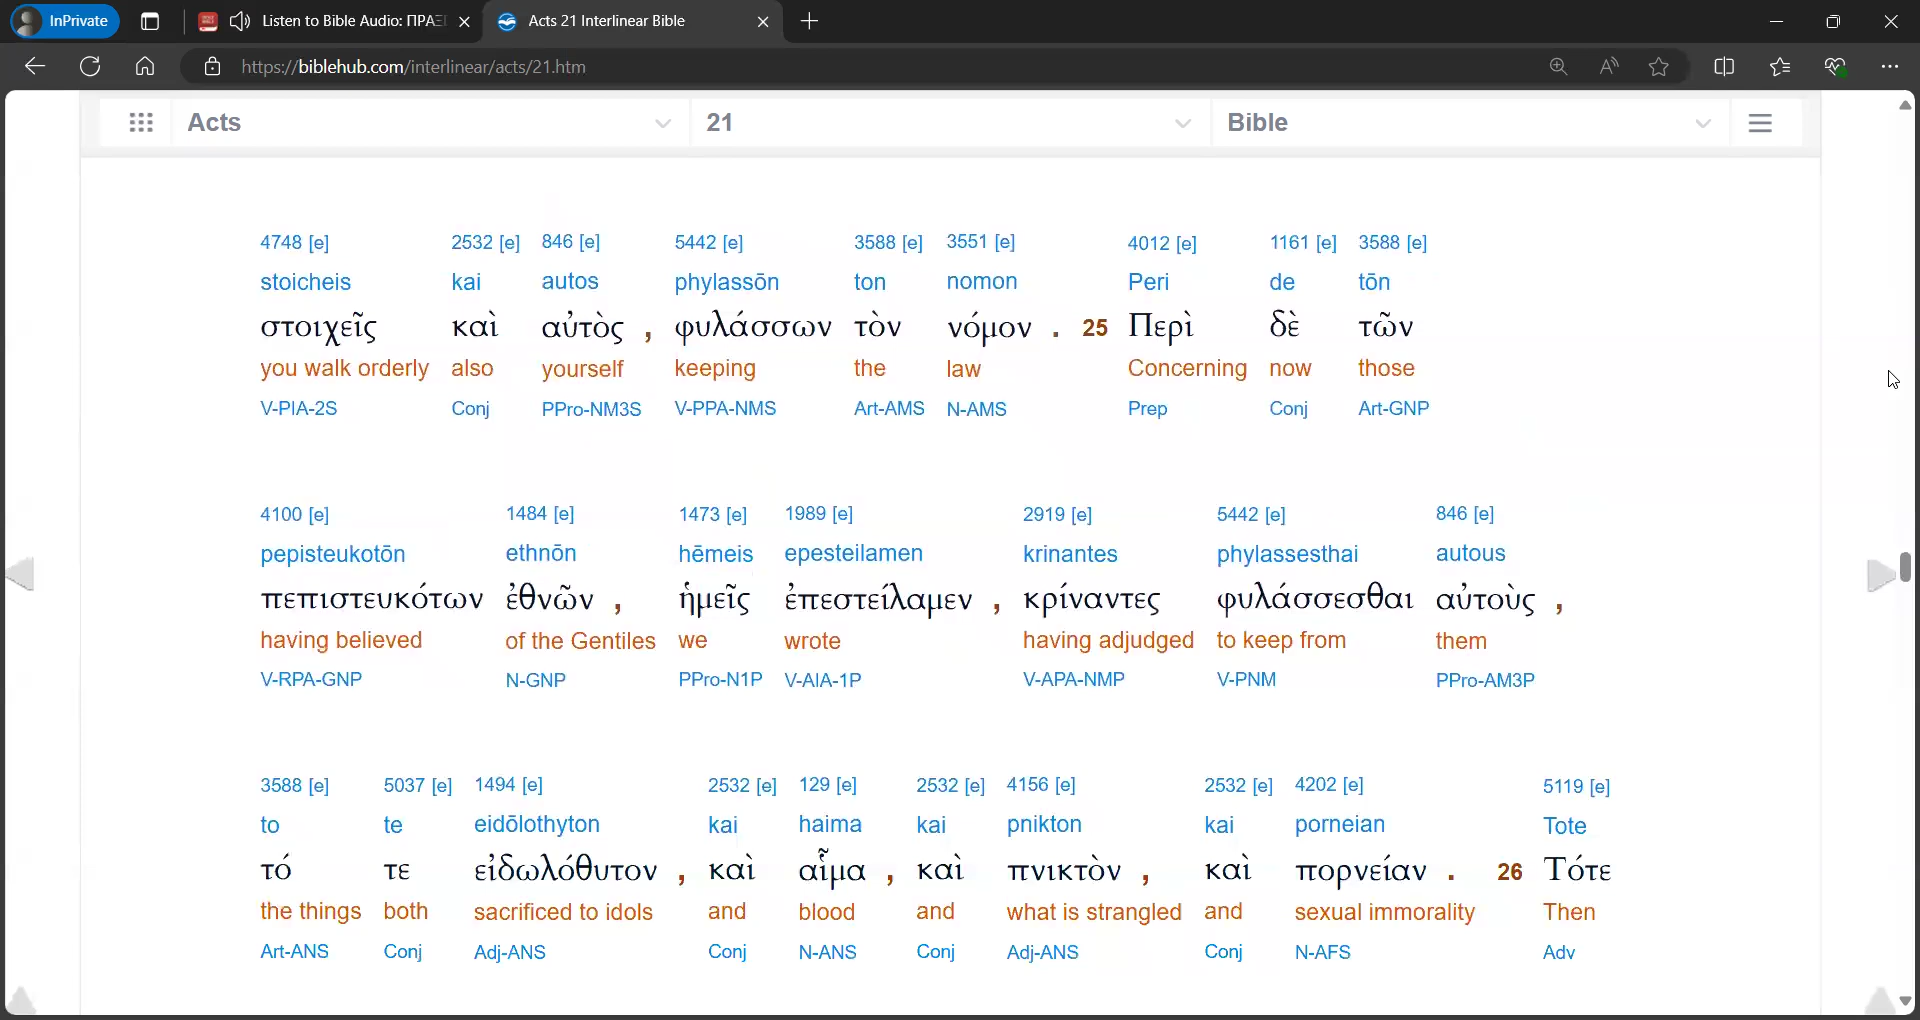 InPrivate Listen to Bible Audio: ΠΡΑΞ Acts 21 Interlinear Bible
https://biblehub.com/interlinear/acts/21.htm
Acts 21 Bible
4748 [e] 2532 [e] 846 [e] 5442 [e] 3588 [e] 3551 [e] 4012 [e] 1161 [e] 3588 [e]
stoicheis kai autos phylassōn ton nomon Peri de tōn
στοιχεῖς καὶ αὐτὸς , φυλάσσων τὸν νόμον . 25 Περὶ δὲ τῶν
you walk orderly also yourself keeping the law Concerning now those
V-PIA-2S Conj PPro-NM3S V-PPA-NMS Art-AMS N-AMS Prep Conj Art-GNP
4100 [e] 1484 [e] 1473 [e] 1989 [e] 2919 [e] 5442 [e] 846 [e]
pepisteukotōn ethnōn hēmeis epesteilamen krinantes phylassesthai autous
πεπιστευκότων ἐθνῶν , ἡμεῖς ἐπεστείλαμεν , κρίναντες φυλάσσεσθαι αὐτοὺς ,
having believed of the Gentiles we wrote having adjudged to keep from them
V-RPA-GNP N-GNP PPro-N1P V-AIA-1P V-APA-NMP V-PNM PPro-AM3P
3588 [e] 5037 [e] 1494 [e] 2532 [e] 129 [e] 2532 [e] 4156 [e] 2532 [e] 4202 [e] 5119 [e]
to te eidōlothyton kai haima kai pnikton kai porneian Tote
τό τε εἰδωλόθυτον , καὶ αἷμα , καὶ πνικτὸν , καὶ πορνείαν . 26 Τότε
the things both sacrificed to idols and blood and what is strangled and sexual immorality Then
Art-ANS Conj Adj-ANS Conj N-ANS Conj Adj-ANS Conj N-AFS Adv